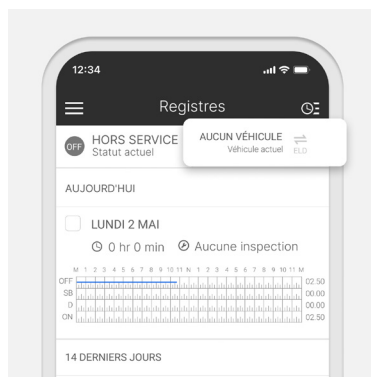 12:34
Registres
OFF HORS SERVICE
Statut actuel
AUCUN VÉHICULE
Véhicule actuel ELD
AUJOURD'HUI
LUNDI 2 MAI
0 hr 0 min Aucune inspection
M 1 2 3 4 5 6 7 8 9 10 11 N 1 2 3 4 5 6 7 8 9 10 11 M
OFF 02.50
SB 00.00
D 00.00
ON 02.50
14 DERNIERS JOURS